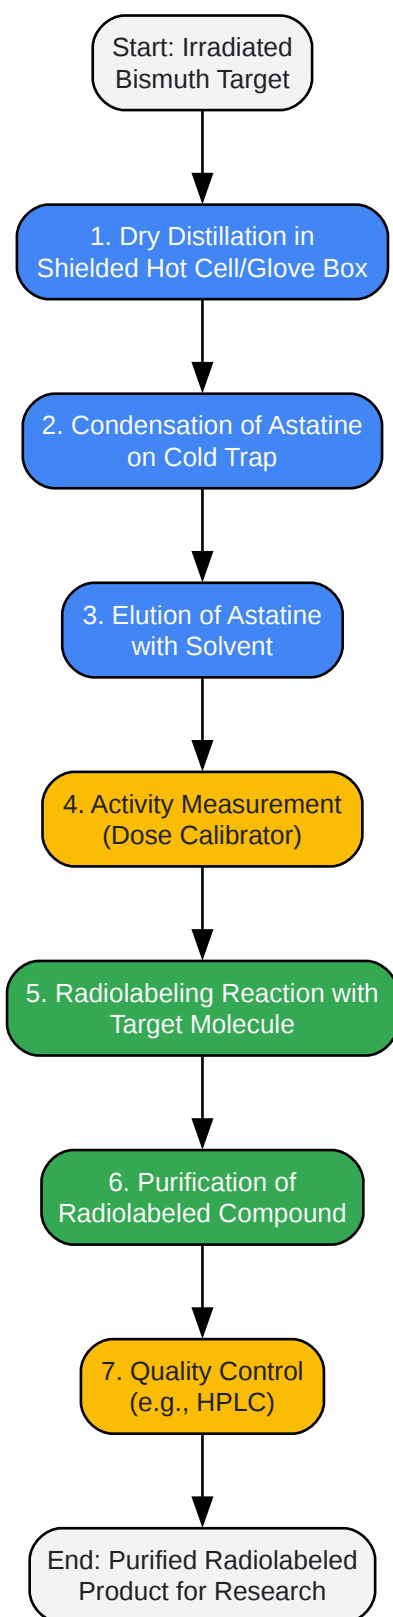 Start: Irradiated
Bismuth Target
1. Dry Distillation in
Shielded Hot Cell/Glove Box
2. Condensation of Astatine
on Cold Trap
3. Elution of Astatine
with Solvent
4. Activity Measurement
(Dose Calibrator)
5. Radiolabeling Reaction with
Target Molecule
6. Purification of
Radiolabeled Compound
7. Quality Control
(e.g., HPLC)
End: Purified Radiolabeled
Product for Research